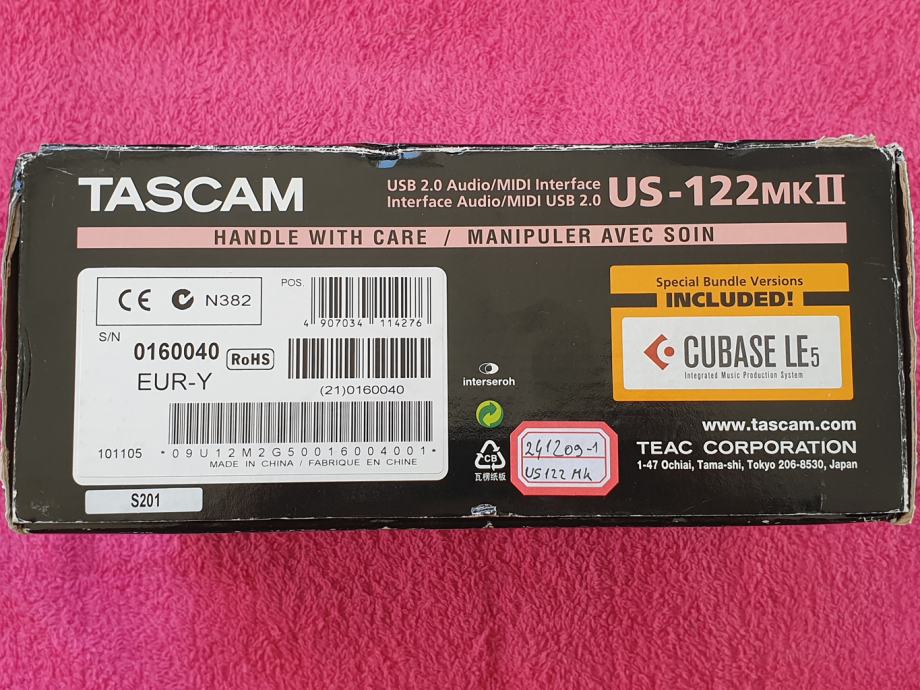 TASCAM
USB 2.0 Audio/MIDI Interface
Interface Audio/MIDI USB 2.0
US-122MKII
HANDLE WITH CARE / MANIPULER AVEC SOIN
CE N382
POS.
4 907034 114276
S/N
0160040
RoHS
EUR-Y
(21)0160040
101105
*09U12M2G50016004001*
MADE IN CHINA / FABRIQUE EN CHINE
S201
interseroh
CB
瓦楞纸板
241209-1
US122 MK
Special Bundle Versions
INCLUDED!
CUBASE LE5
Integrated Music Production System
www.tascam.com
TEAC CORPORATION
1-47 Ochiai, Tama-shi, Tokyo 206-8530, Japan